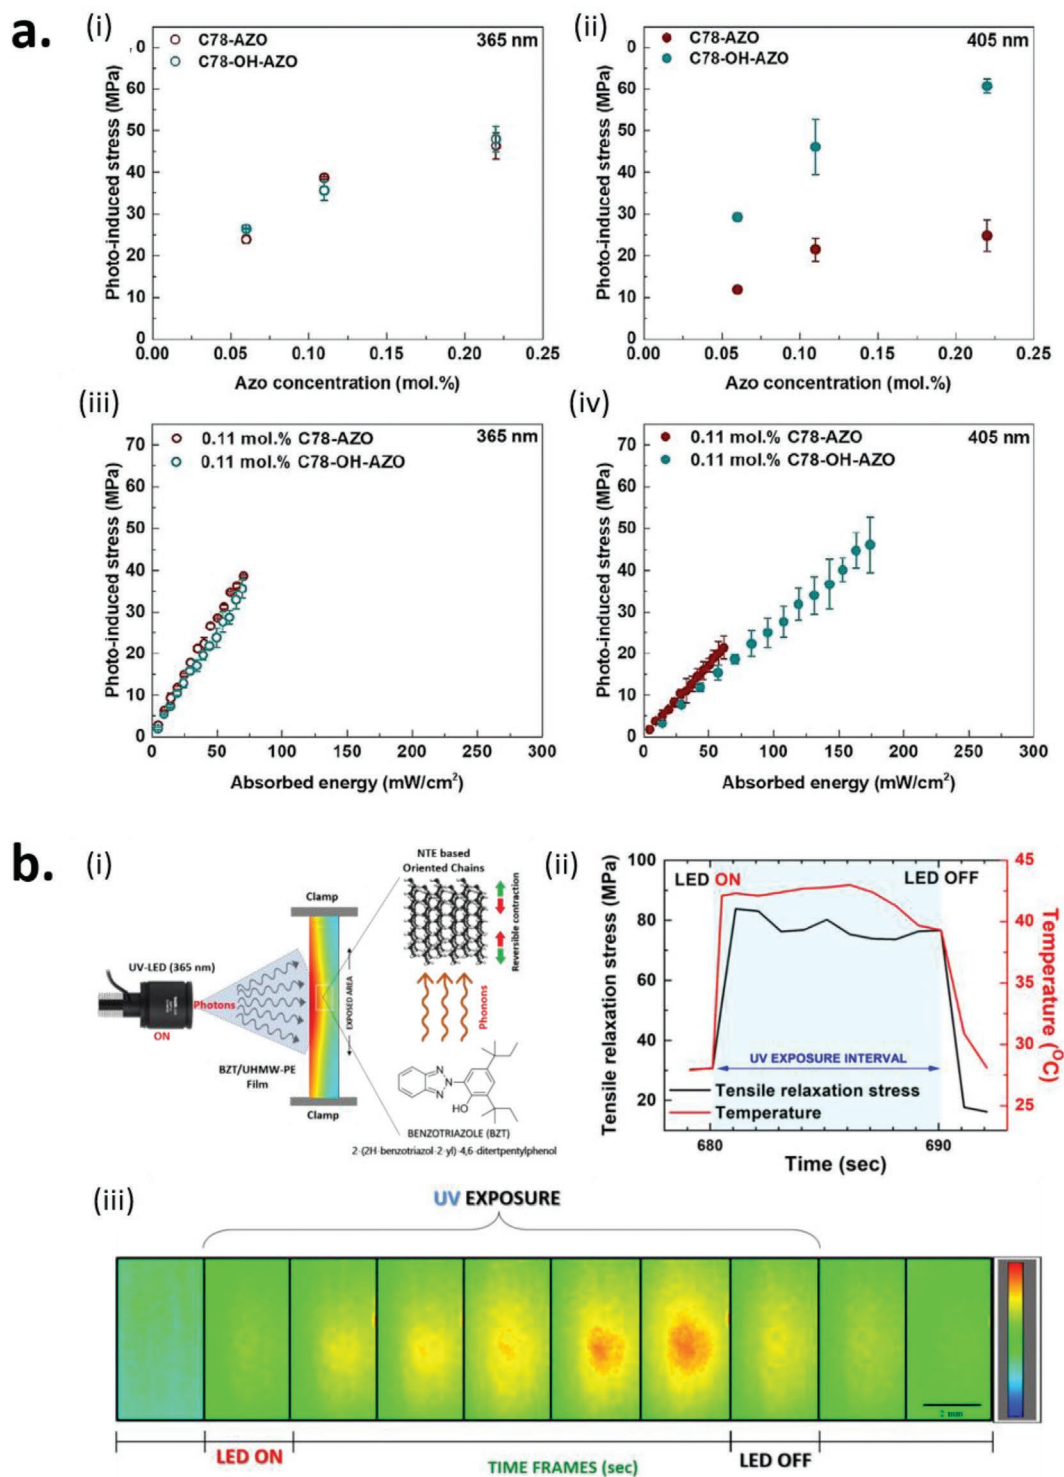 a.
(i)
C78-AZO
C78-OH-AZO
365 nm
0
50
40
30
20
10
0
Photo-induced stress (MPa)
0.00 0.05 0.10 0.15 0.20 0.25
Azo concentration (mol.%)
(ii)
C78-AZO
C78-OH-AZO
405 nm
0
50
40
30
20
10
0
Photo-induced stress (MPa)
0.00 0.05 0.10 0.15 0.20 0.25
Azo concentration (mol.%)
(iii)
0.11 mol.% C78-AZO
0.11 mol.% C78-OH-AZO
365 nm
70
60
50
40
30
20
10
0
Photo-induced stress (MPa)
0 50 100 150 200 250 300
Absorbed energy (mW/cm²)
(iv)
0.11 mol.% C78-AZO
0.11 mol.% C78-OH-AZO
405 nm
70
60
50
40
30
20
10
0
Photo-induced stress (MPa)
0 50 100 150 200 250 300
Absorbed energy (mW/cm²)
b.
(i)
NTE based
Oriented Chains
Clamp
Reversible contraction
UV-LED (365 nm)
Photons
ON
EXPOSED AREA
Phonons
BZT/UHMW-PE
Film
Clamp
N
N
N
HO
BENZOTRIAZOLE (BZT)
2-(2H-benzotriazol-2-yl)-4,6-ditertpentylphenol
(ii)
100
80
60
40
20
Tensile relaxation stress (MPa)
LED ON
LED OFF
UV EXPOSURE INTERVAL
Tensile relaxation stress
Temperature
45
40
35
30
25
Temperature (°C)
680 690
Time (sec)
(iii)
UV EXPOSURE
2 mm
LED ON
TIME FRAMES (sec)
LED OFF